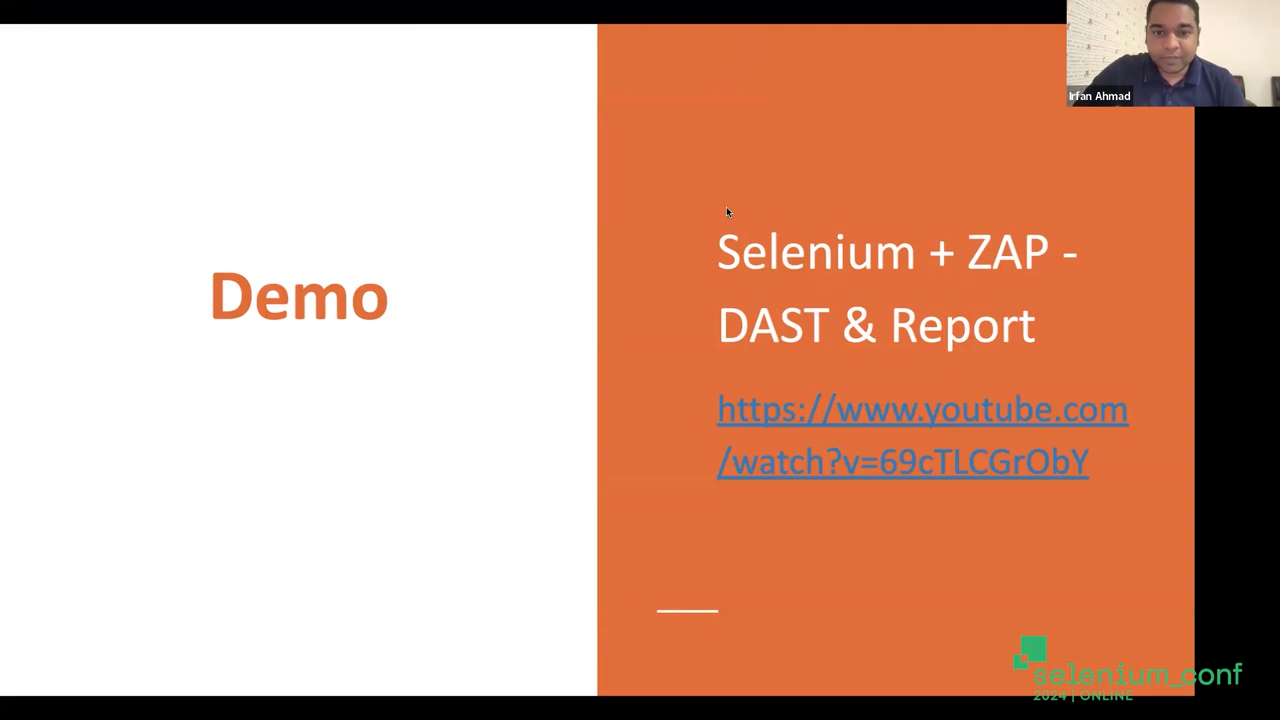 Irfan Ahmad
Demo
Selenium + ZAP -
DAST & Report
https://www.youtube.com
/watch?v=69cTLCGrObY
selenium_conf
2024 | ONLINE